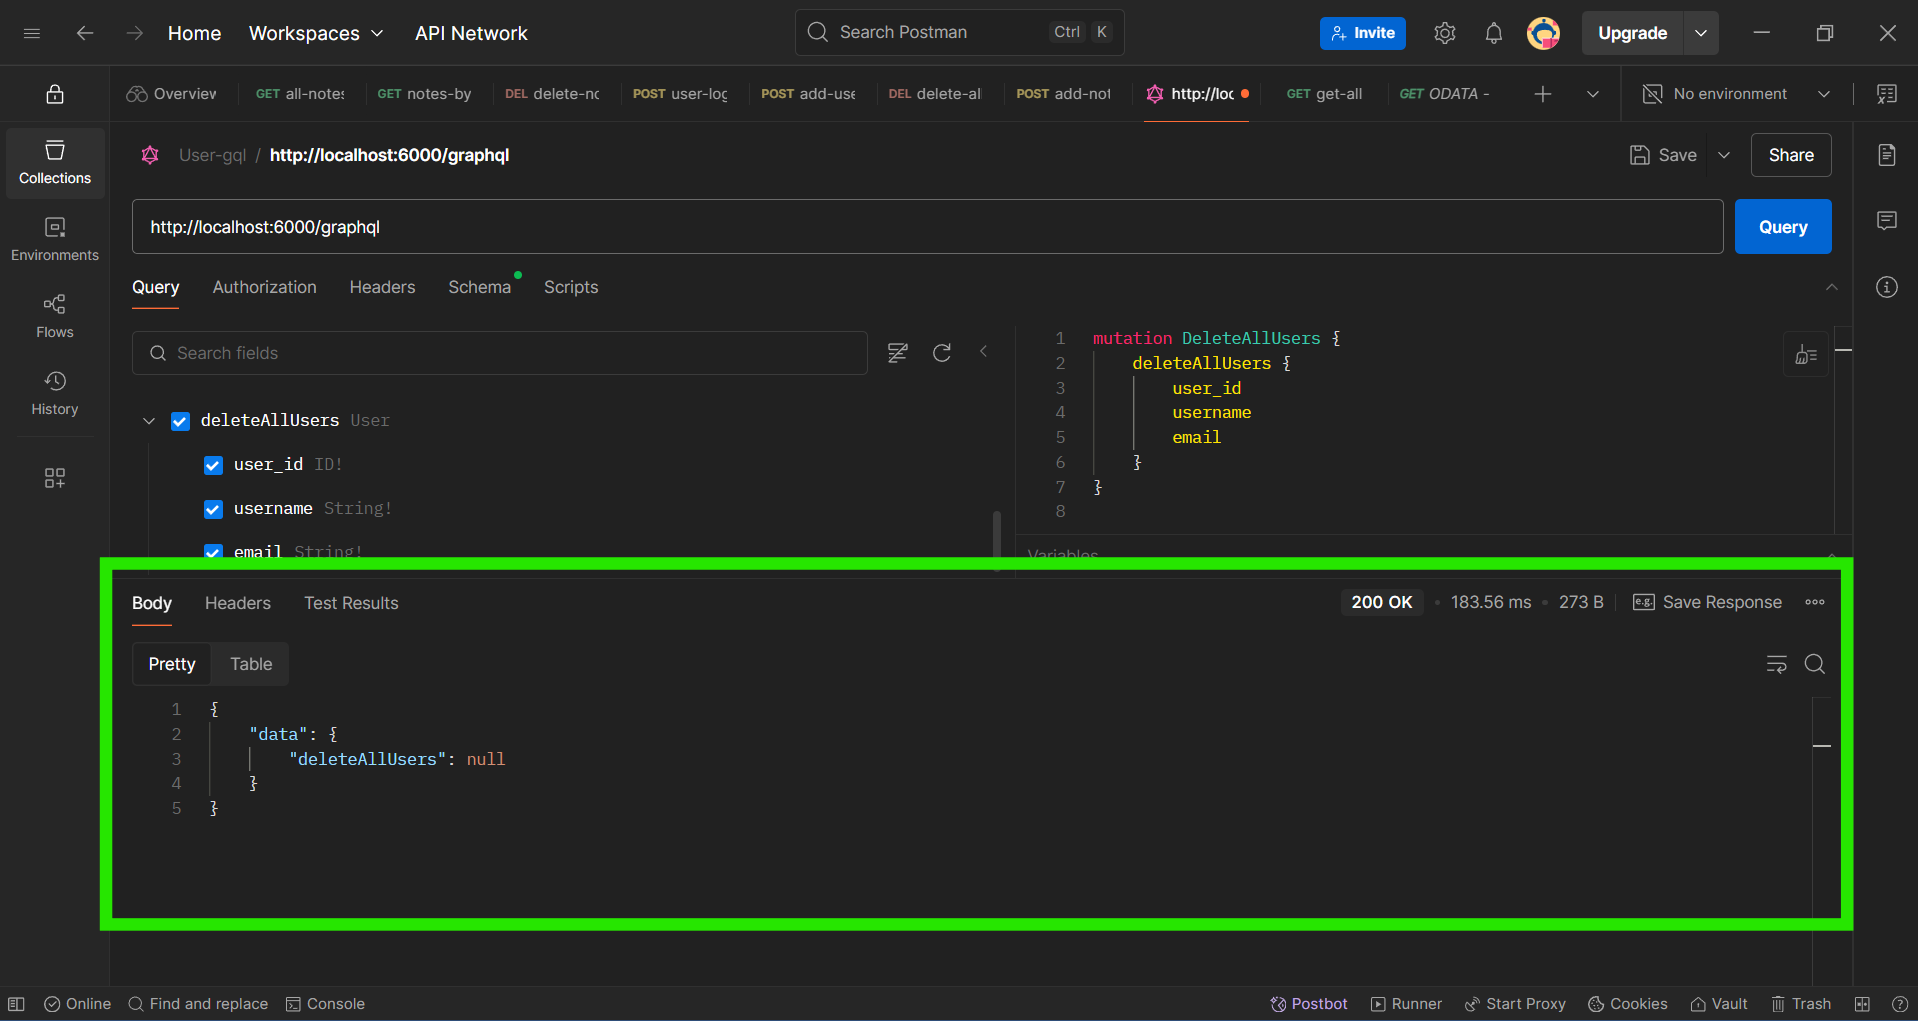 Home Workspaces API Network Search Postman Ctrl K Invite Upgrade
Overview GET all-notes GET notes-by DEL delete-no POST user-log POST add-use DEL delete-al POST add-not http://loc GET get-all GET ODATA - No environment
User-gql / http://localhost:6000/graphql Save Share
Collections
http://localhost:6000/graphql Query
Environments
Query Authorization Headers Schema Scripts
Flows
History
Search fields
deleteAllUsers User
user_id ID!
username String!
email String!
1 mutation DeleteAllUsers {
2 deleteAllUsers {
3 user_id
4 username
5 email
6 }
7 }
8
Variables
Body Headers Test Results 200 OK • 183.56 ms • 273 B e.g. Save Response
Pretty Table
1 {
2 "data": {
3 "deleteAllUsers": null
4 }
5 }
Online Find and replace Console Postbot Runner Start Proxy Cookies Vault Trash